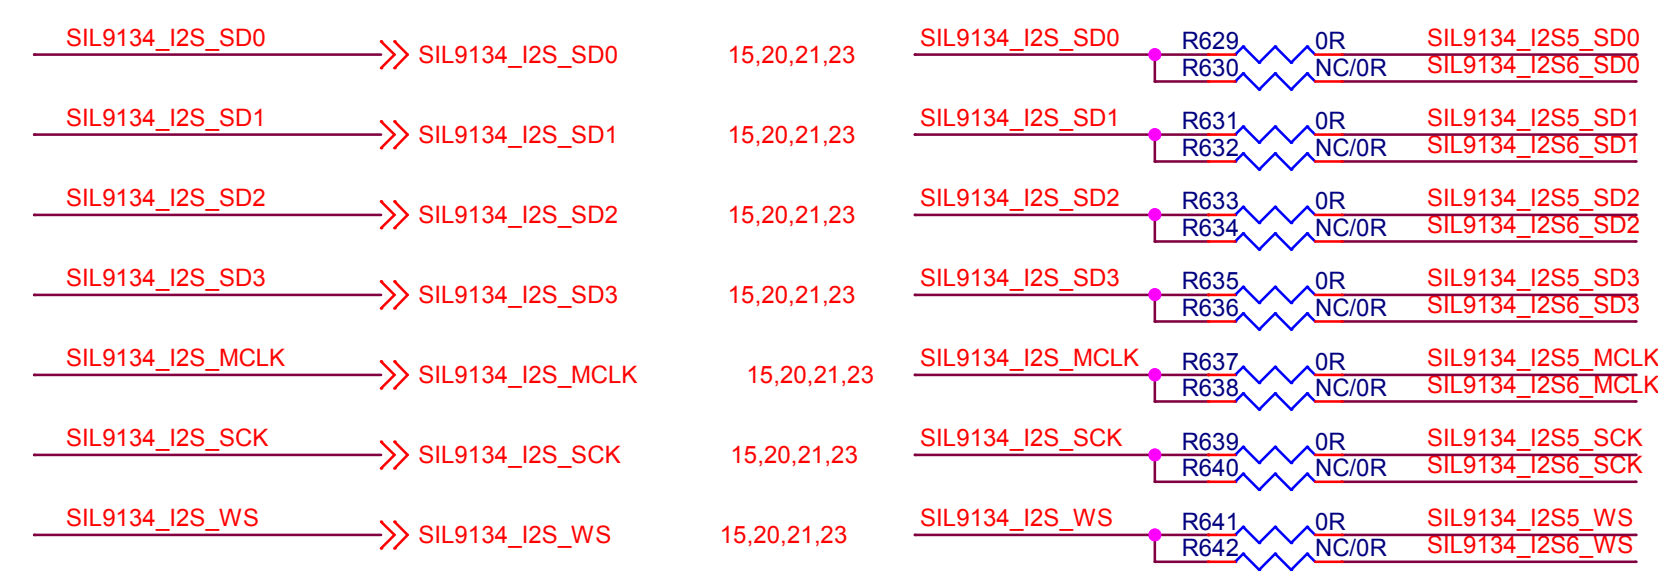 SIL9134_I2S_SD0 SIL9134_I2S_SD0 15,20,21,23 SIL9134_I2S_SD0 R629 0R SIL9134_I2S5_SD0
R630 NC/0R SIL9134_I2S6_SD0
SIL9134_I2S_SD1 SIL9134_I2S_SD1 15,20,21,23 SIL9134_I2S_SD1 R631 0R SIL9134_I2S5_SD1
R632 NC/0R SIL9134_I2S6_SD1
SIL9134_I2S_SD2 SIL9134_I2S_SD2 15,20,21,23 SIL9134_I2S_SD2 R633 0R SIL9134_I2S5_SD2
R634 NC/0R SIL9134_I2S6_SD2
SIL9134_I2S_SD3 SIL9134_I2S_SD3 15,20,21,23 SIL9134_I2S_SD3 R635 0R SIL9134_I2S5_SD3
R636 NC/0R SIL9134_I2S6_SD3
SIL9134_I2S_MCLK SIL9134_I2S_MCLK 15,20,21,23 SIL9134_I2S_MCLK R637 0R SIL9134_I2S5_MCLK
R638 NC/0R SIL9134_I2S6_MCLK
SIL9134_I2S_SCK SIL9134_I2S_SCK 15,20,21,23 SIL9134_I2S_SCK R639 0R SIL9134_I2S5_SCK
R640 NC/0R SIL9134_I2S6_SCK
SIL9134_I2S_WS SIL9134_I2S_WS 15,20,21,23 SIL9134_I2S_WS R641 0R SIL9134_I2S5_WS
R642 NC/0R SIL9134_I2S6_WS